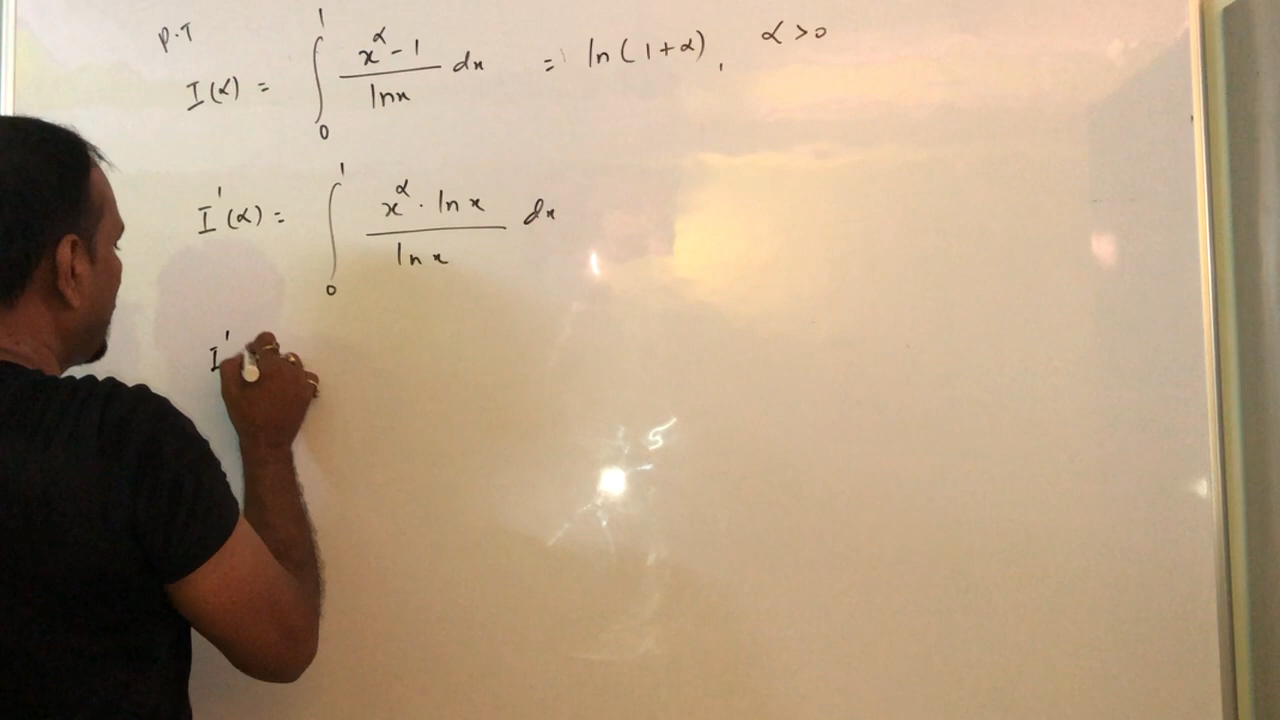 P.T
I(α) = ∫₀¹ (x^α - 1)/(ln x) dx = ln(1+α), α > 0
I'(α) = ∫₀¹ (x^α · ln x)/(ln x) dx
I'